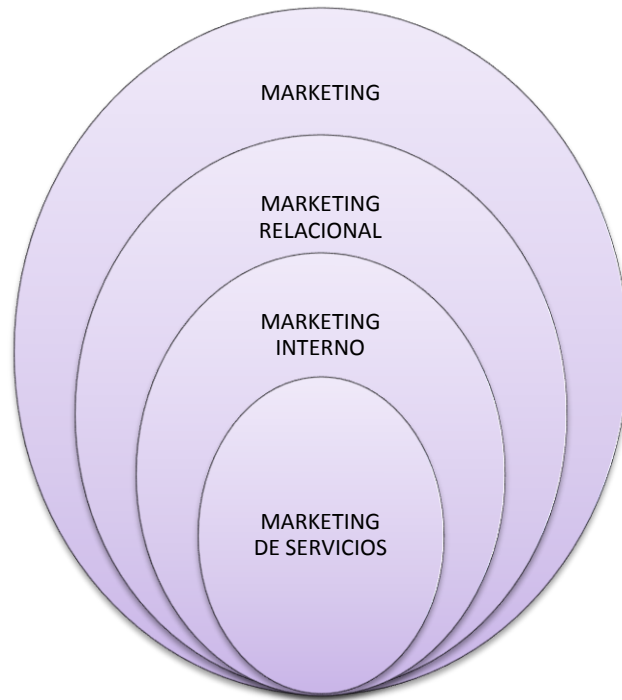 MARKETING
MARKETING
RELACIONAL
MARKETING
INTERNO
MARKETING
DE SERVICIOS